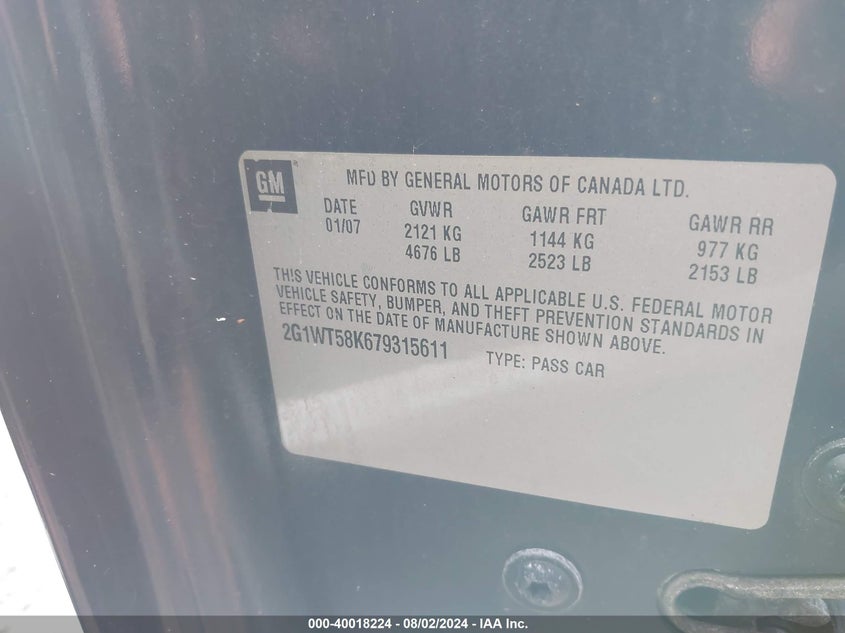 GM
MFD BY GENERAL MOTORS OF CANADA LTD.
DATE GVWR GAWR FRT GAWR RR
01/07 2121 KG 1144 KG 977 KG
4676 LB 2523 LB 2153 LB
THIS VEHICLE CONFORMS TO ALL APPLICABLE U.S. FEDERAL MOTOR
VEHICLE SAFETY, BUMPER, AND THEFT PREVENTION STANDARDS IN
EFFECT ON THE DATE OF MANUFACTURE SHOWN ABOVE.
2G1WT58K679315611 TYPE: PASS CAR
000-40018224 - 08/02/2024 - IAA Inc.